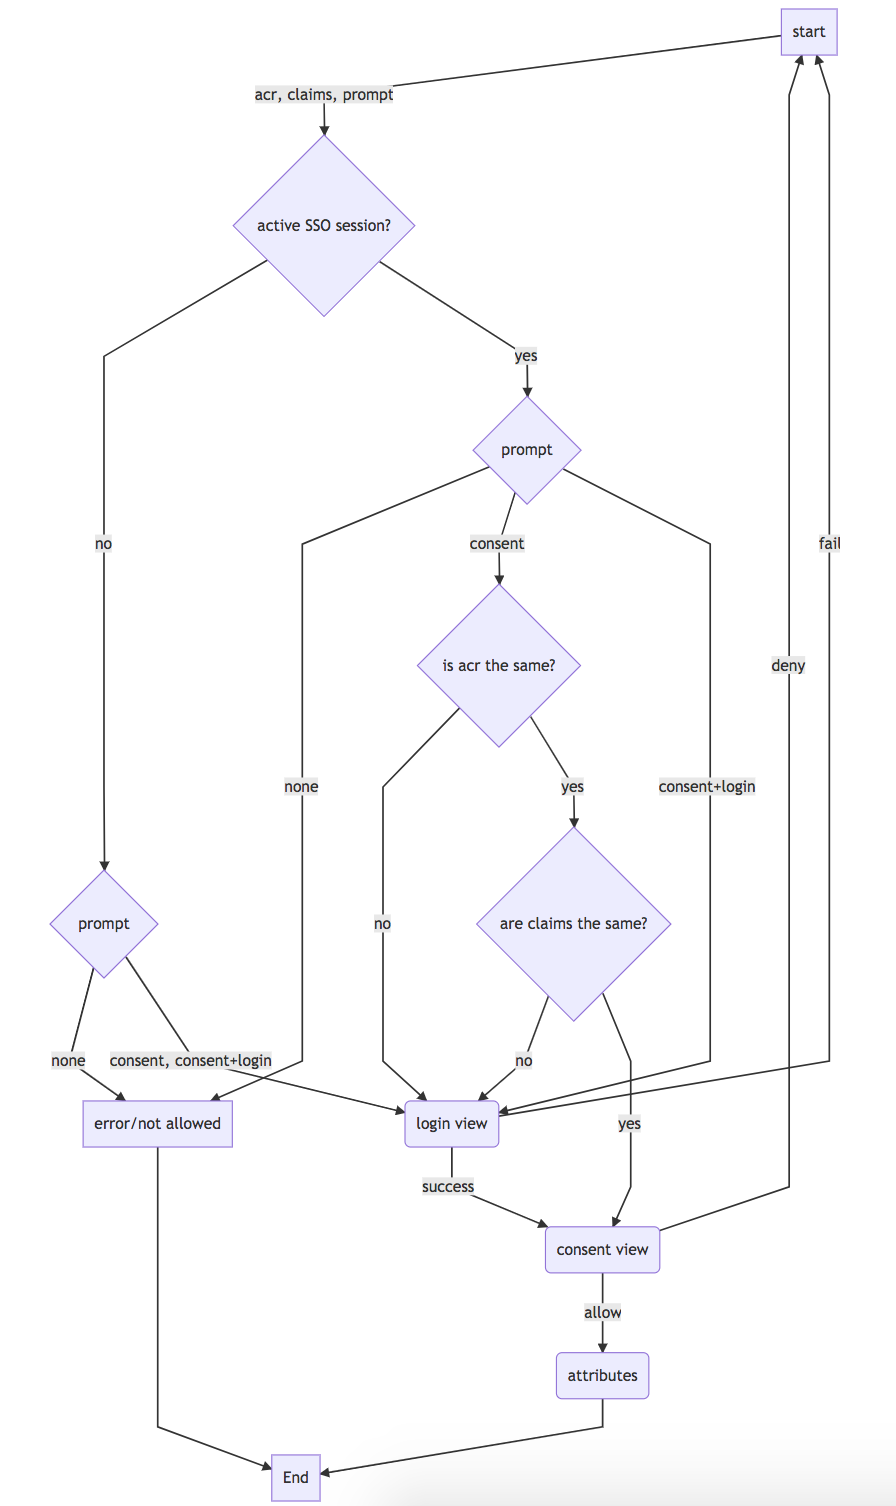 start
acr, claims, prompt
active SSO session?
yes
prompt
no
consent
fail
is acr the same?
deny
none
yes
consent+login
prompt
no
are claims the same?
none
consent, consent+login
no
error/not allowed
login view
yes
success
consent view
allow
attributes
End